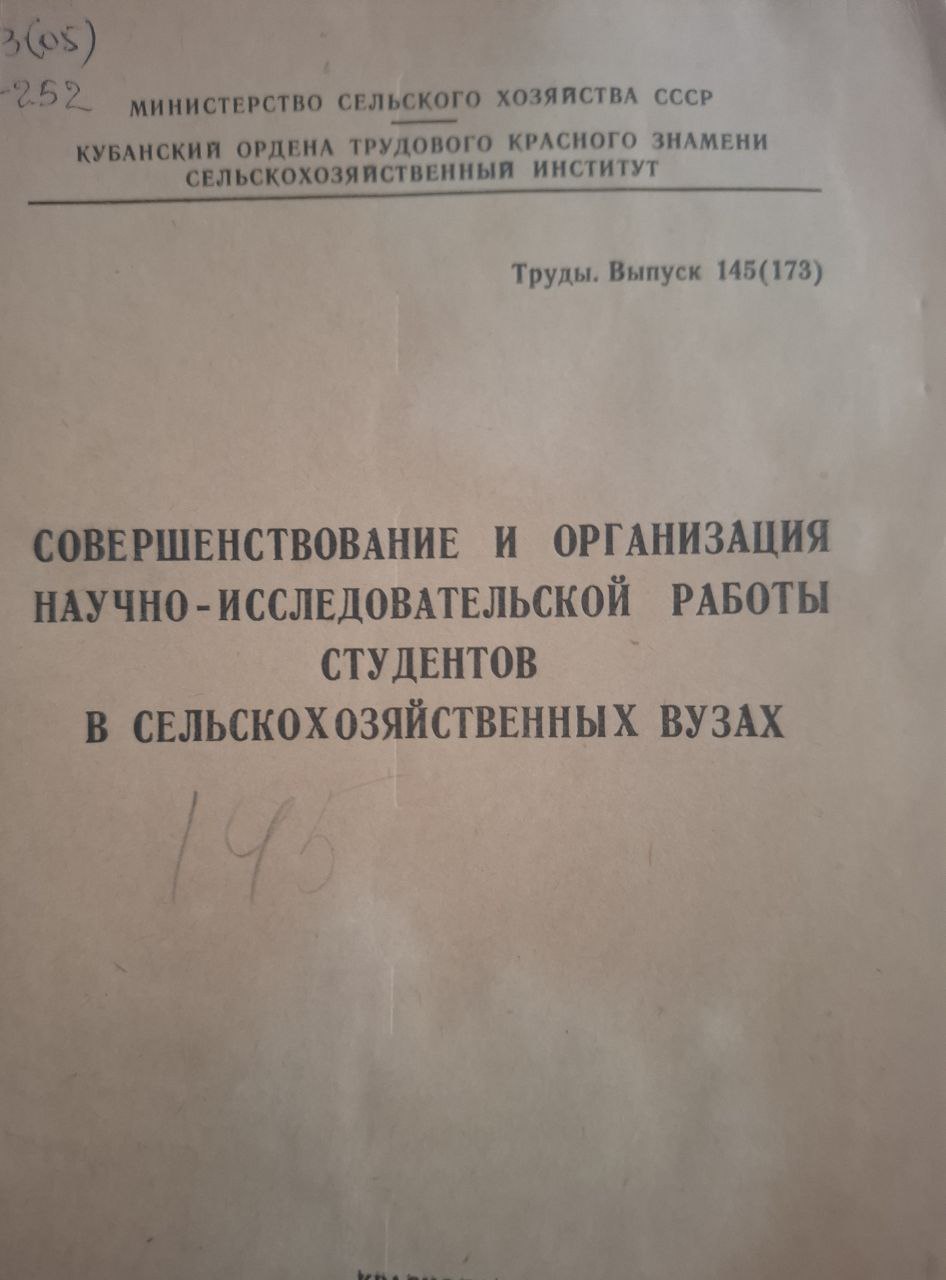 3(05)
-252
МИНИСТЕРСТВО СЕЛЬСКОГО ХОЗЯЙСТВА СССР
КУБАНСКИЙ ОРДЕНА ТРУДОВОГО КРАСНОГО ЗНАМЕНИ
СЕЛЬСКОХОЗЯЙСТВЕННЫЙ ИНСТИТУТ
Труды. Выпуск 145(173)
СОВЕРШЕНСТВОВАНИЕ И ОРГАНИЗАЦИЯ
НАУЧНО-ИССЛЕДОВАТЕЛЬСКОЙ РАБОТЫ
СТУДЕНТОВ
В СЕЛЬСКОХОЗЯЙСТВЕННЫХ ВУЗАХ
145